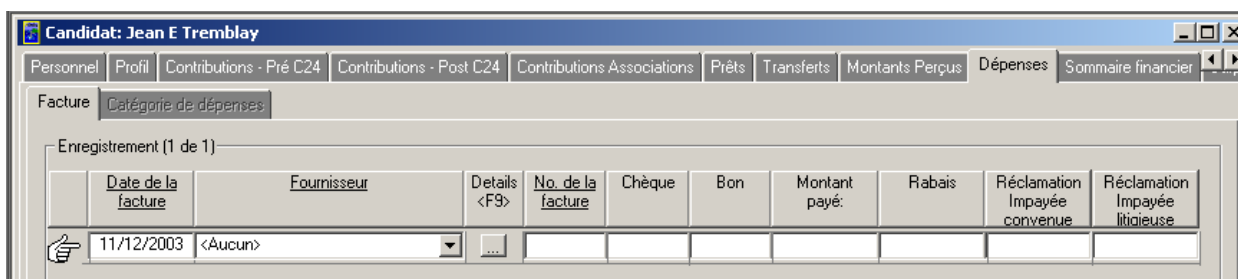 Candidat: Jean E Tremblay
Personnel Profil Contributions - Pré C24 Contributions - Post C24 Contributions Associations Prêts Transferts Montants Perçus Dépenses Sommaire financier
Facture Catégorie de dépenses
Enregistrement (1 de 1)
Date de la facture Fournisseur Details <F9> No. de la facture Chèque Bon Montant payé: Rabais Réclamation Impayée convenue Réclamation Impayée litigieuse
11/12/2003 <Aucun> ...